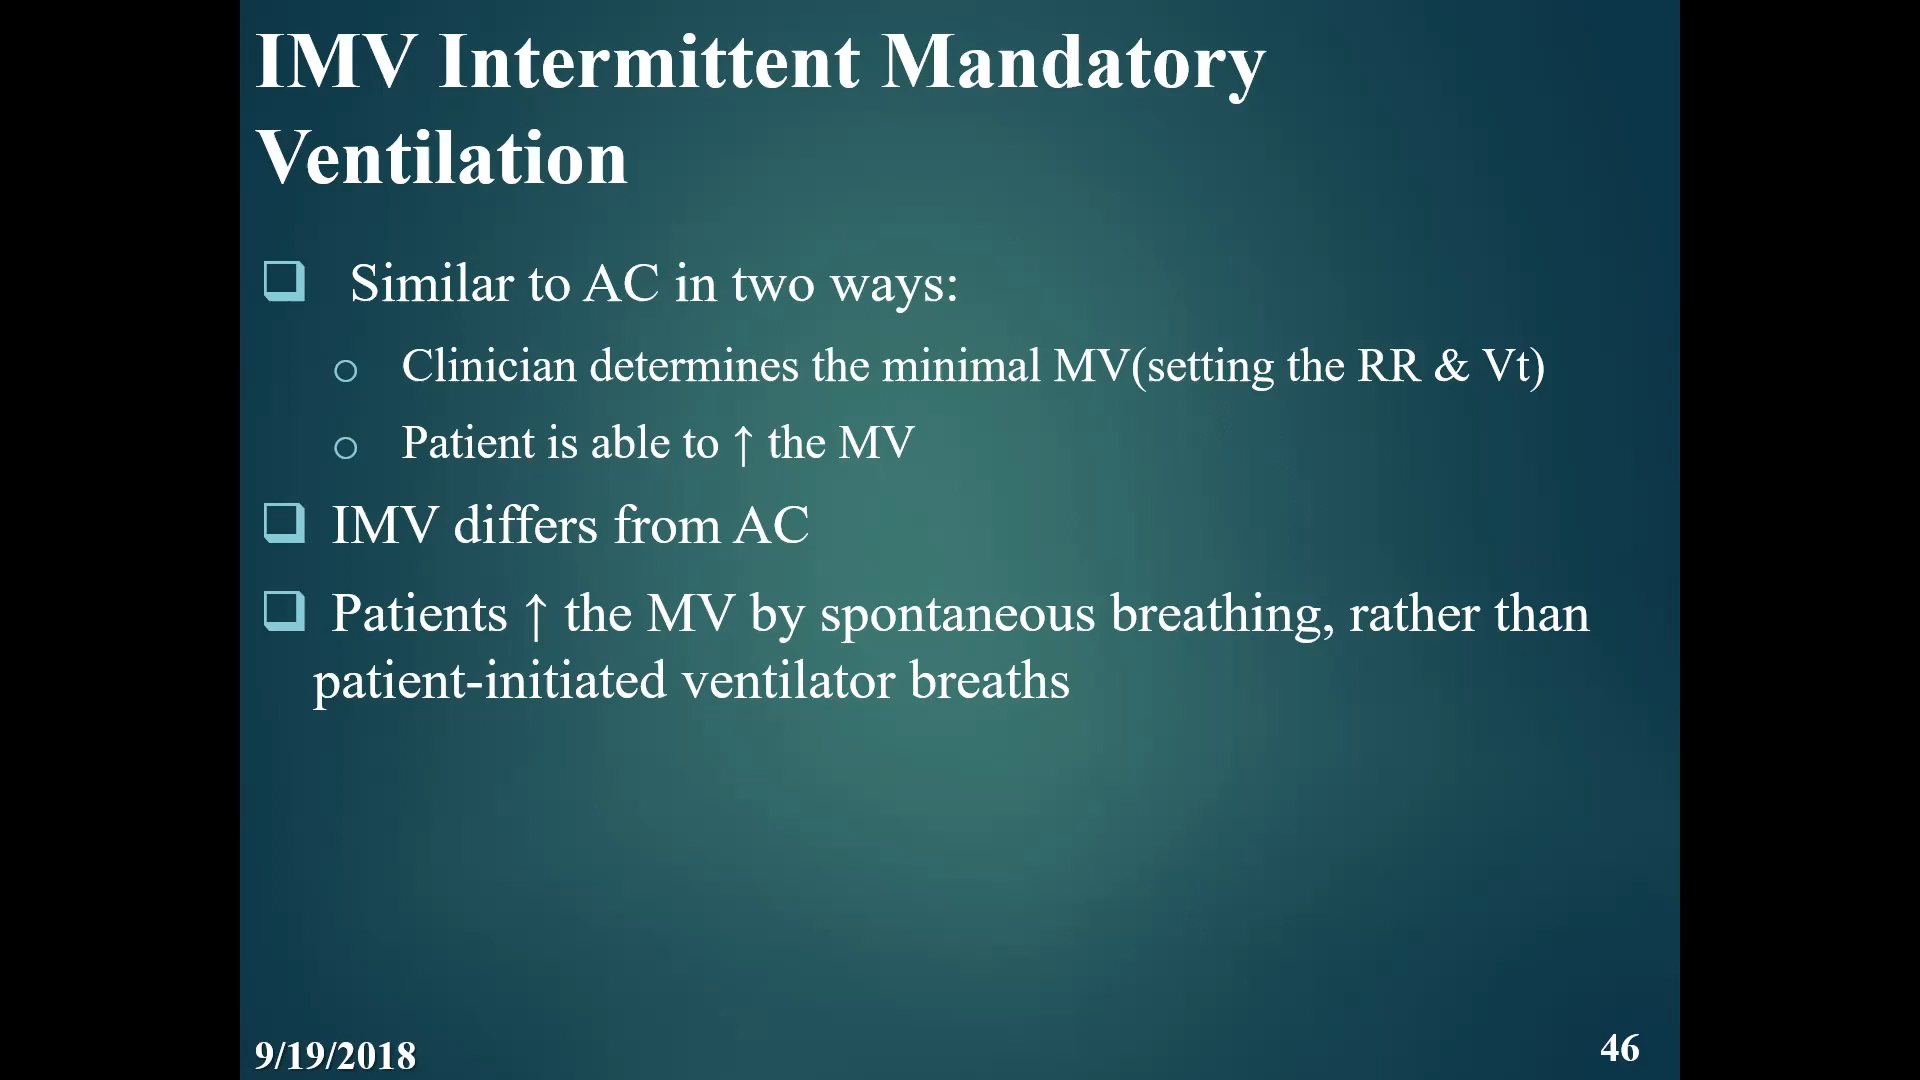 IMV Intermittent Mandatory
Ventilation
Similar to AC in two ways:
Clinician determines the minimal MV(setting the RR & Vt)
Patient is able to ↑ the MV
IMV differs from AC
Patients ↑ the MV by spontaneous breathing, rather than
patient-initiated ventilator breaths
9/19/2018
46